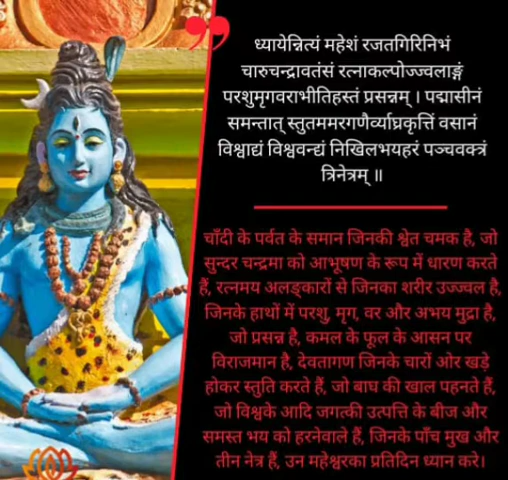 ध्यायेन्नित्यं महेशं रजतगिरिनिभं
चारुचन्द्रावतंसं रत्नाकल्पोज्ज्वलाङ्गं
परशुमृगवराभीतिहस्तं प्रसन्नम् । पद्मासीनं
समन्तात् स्तुतममरगणैर्व्याघ्रकृत्तिं वसानं
विश्वाद्यं विश्ववन्द्यं निखिलभयहरं पञ्चवक्त्रं
त्रिनेत्रम् ॥
चाँदी के पर्वत के समान जिनकी श्वेत चमक है, जो
सुन्दर चन्द्रमा को आभूषण के रूप में धारण करते
हैं, रत्नमय अलङ्कारों से जिनका शरीर उज्ज्वल है,
जिनके हाथों में परशु, मृग, वर और अभय मुद्रा है,
जो प्रसन्न है, कमल के फूल के आसन पर
विराजमान है, देवतागण जिनके चारों ओर खड़े
होकर स्तुति करते हैं, जो बाघ की खाल पहनते हैं,
जो विश्वके आदि जगत्की उत्पत्ति के बीज और
समस्त भय को हरनेवाले हैं, जिनके पाँच मुख और
तीन नेत्र हैं, उन महेश्वरका प्रतिदिन ध्यान करे।